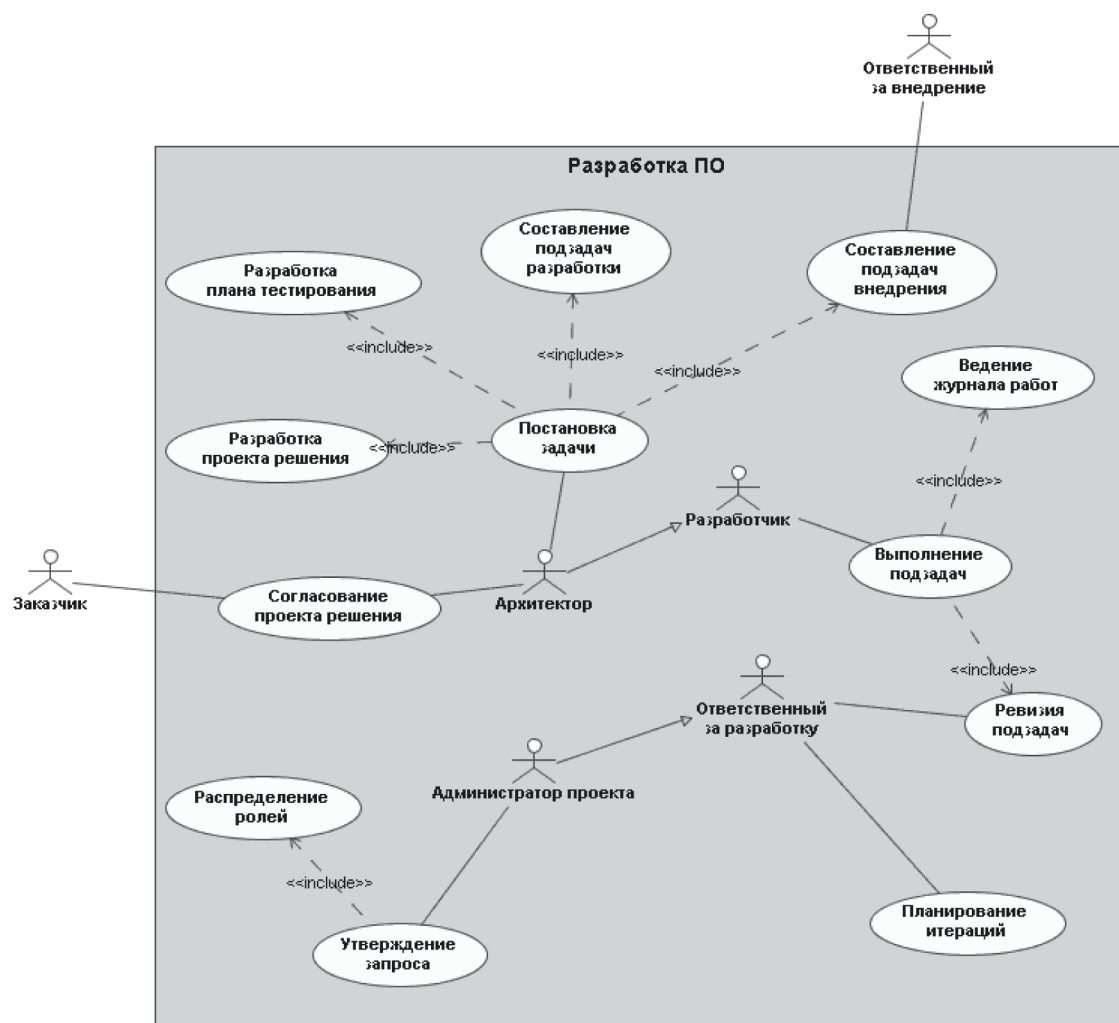 Ответственный
за внедрение
Разработка ПО
Составление
подзадач
разработки
Составление
подзадач
внедрения
Разработка
плана тестирования
<<include>>
<<include>>
<<include>>
Ведение
журнала работ
Постановка
задачи
Разработка
проекта решения
<<include>>
<<include>>
Разработчик
Выполнение
подзадач
Заказчик
Согласование
проекта решения
Архитектор
<<include>>
Ответственный
за разработку
Ревизия
подзадач
Администратор проекта
Распределение
ролей
<<include>>
Планирование
итераций
Утверждение
запроса